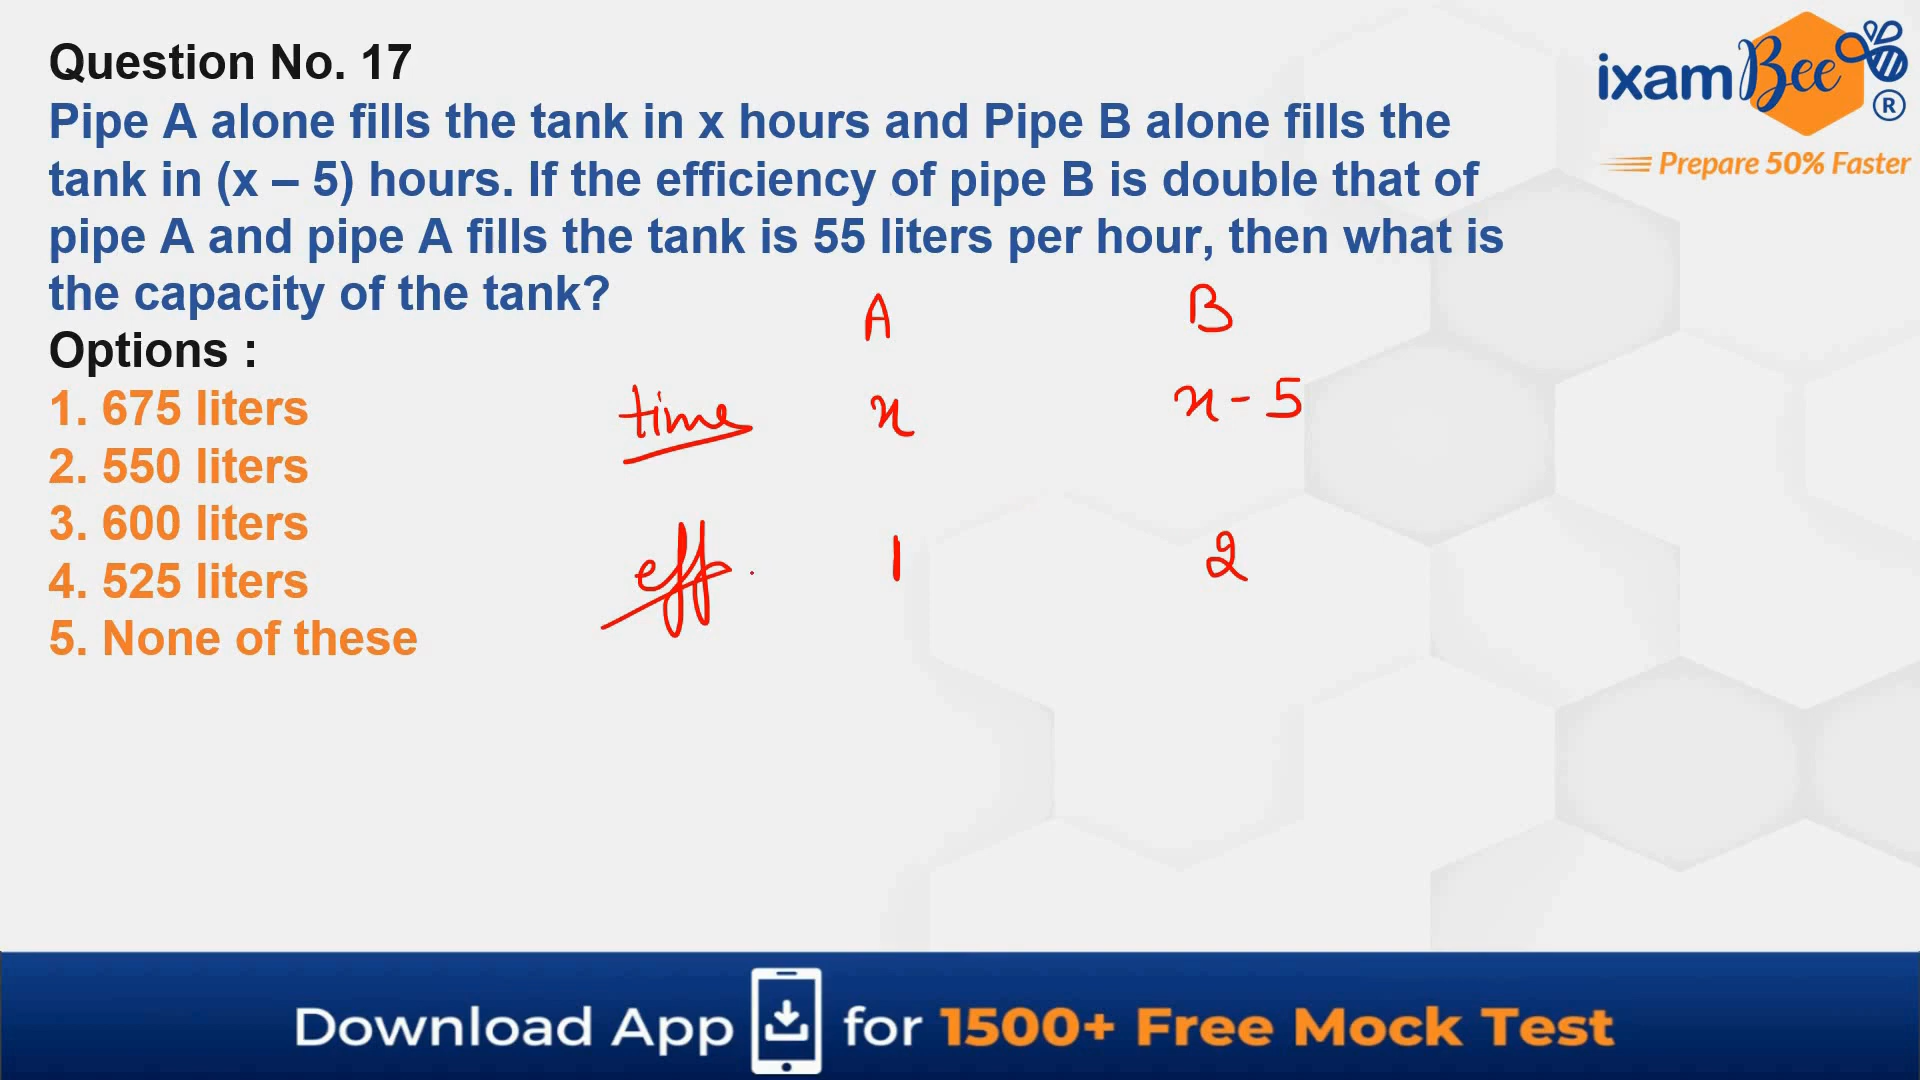 Question No. 17
Pipe A alone fills the tank in x hours and Pipe B alone fills the
tank in (x – 5) hours. If the efficiency of pipe B is double that of
pipe A and pipe A fills the tank is 55 liters per hour, then what is
the capacity of the tank?
Options :
1. 675 liters
2. 550 liters
3. 600 liters
4. 525 liters
5. None of these
A B
time x x - 5
eff. 1 2
ixamBee ®
Prepare 50% Faster
Download App for 1500+ Free Mock Test